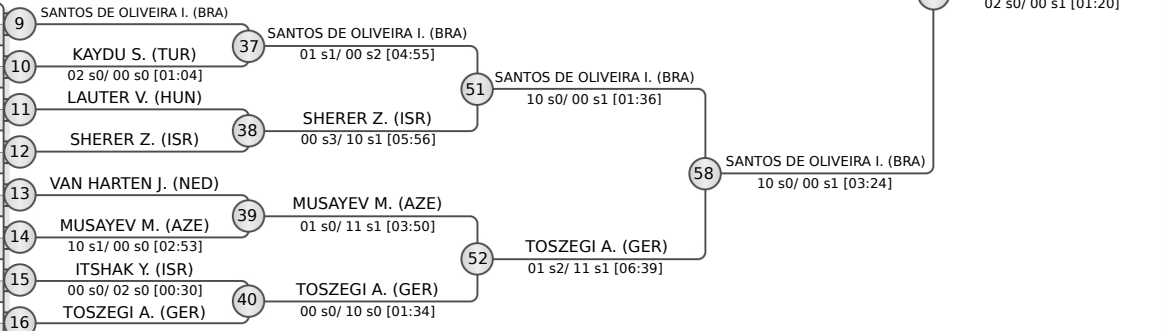 02 s0/ 00 s1 [01:20]
9
SANTOS DE OLIVEIRA I. (BRA)
37
SANTOS DE OLIVEIRA I. (BRA)
01 s1/ 00 s2 [04:55]
10
KAYDU S. (TUR)
02 s0/ 00 s0 [01:04]
51
SANTOS DE OLIVEIRA I. (BRA)
10 s0/ 00 s1 [01:36]
11
LAUTER V. (HUN)
38
SHERER Z. (ISR)
00 s3/ 10 s1 [05:56]
12
SHERER Z. (ISR)
58
SANTOS DE OLIVEIRA I. (BRA)
10 s0/ 00 s1 [03:24]
13
VAN HARTEN J. (NED)
39
MUSAYEV M. (AZE)
01 s0/ 11 s1 [03:50]
14
MUSAYEV M. (AZE)
10 s1/ 00 s0 [02:53]
52
TOSZEGI A. (GER)
01 s2/ 11 s1 [06:39]
15
ITSHAK Y. (ISR)
00 s0/ 02 s0 [00:30]
40
TOSZEGI A. (GER)
00 s0/ 10 s0 [01:34]
16
TOSZEGI A. (GER)